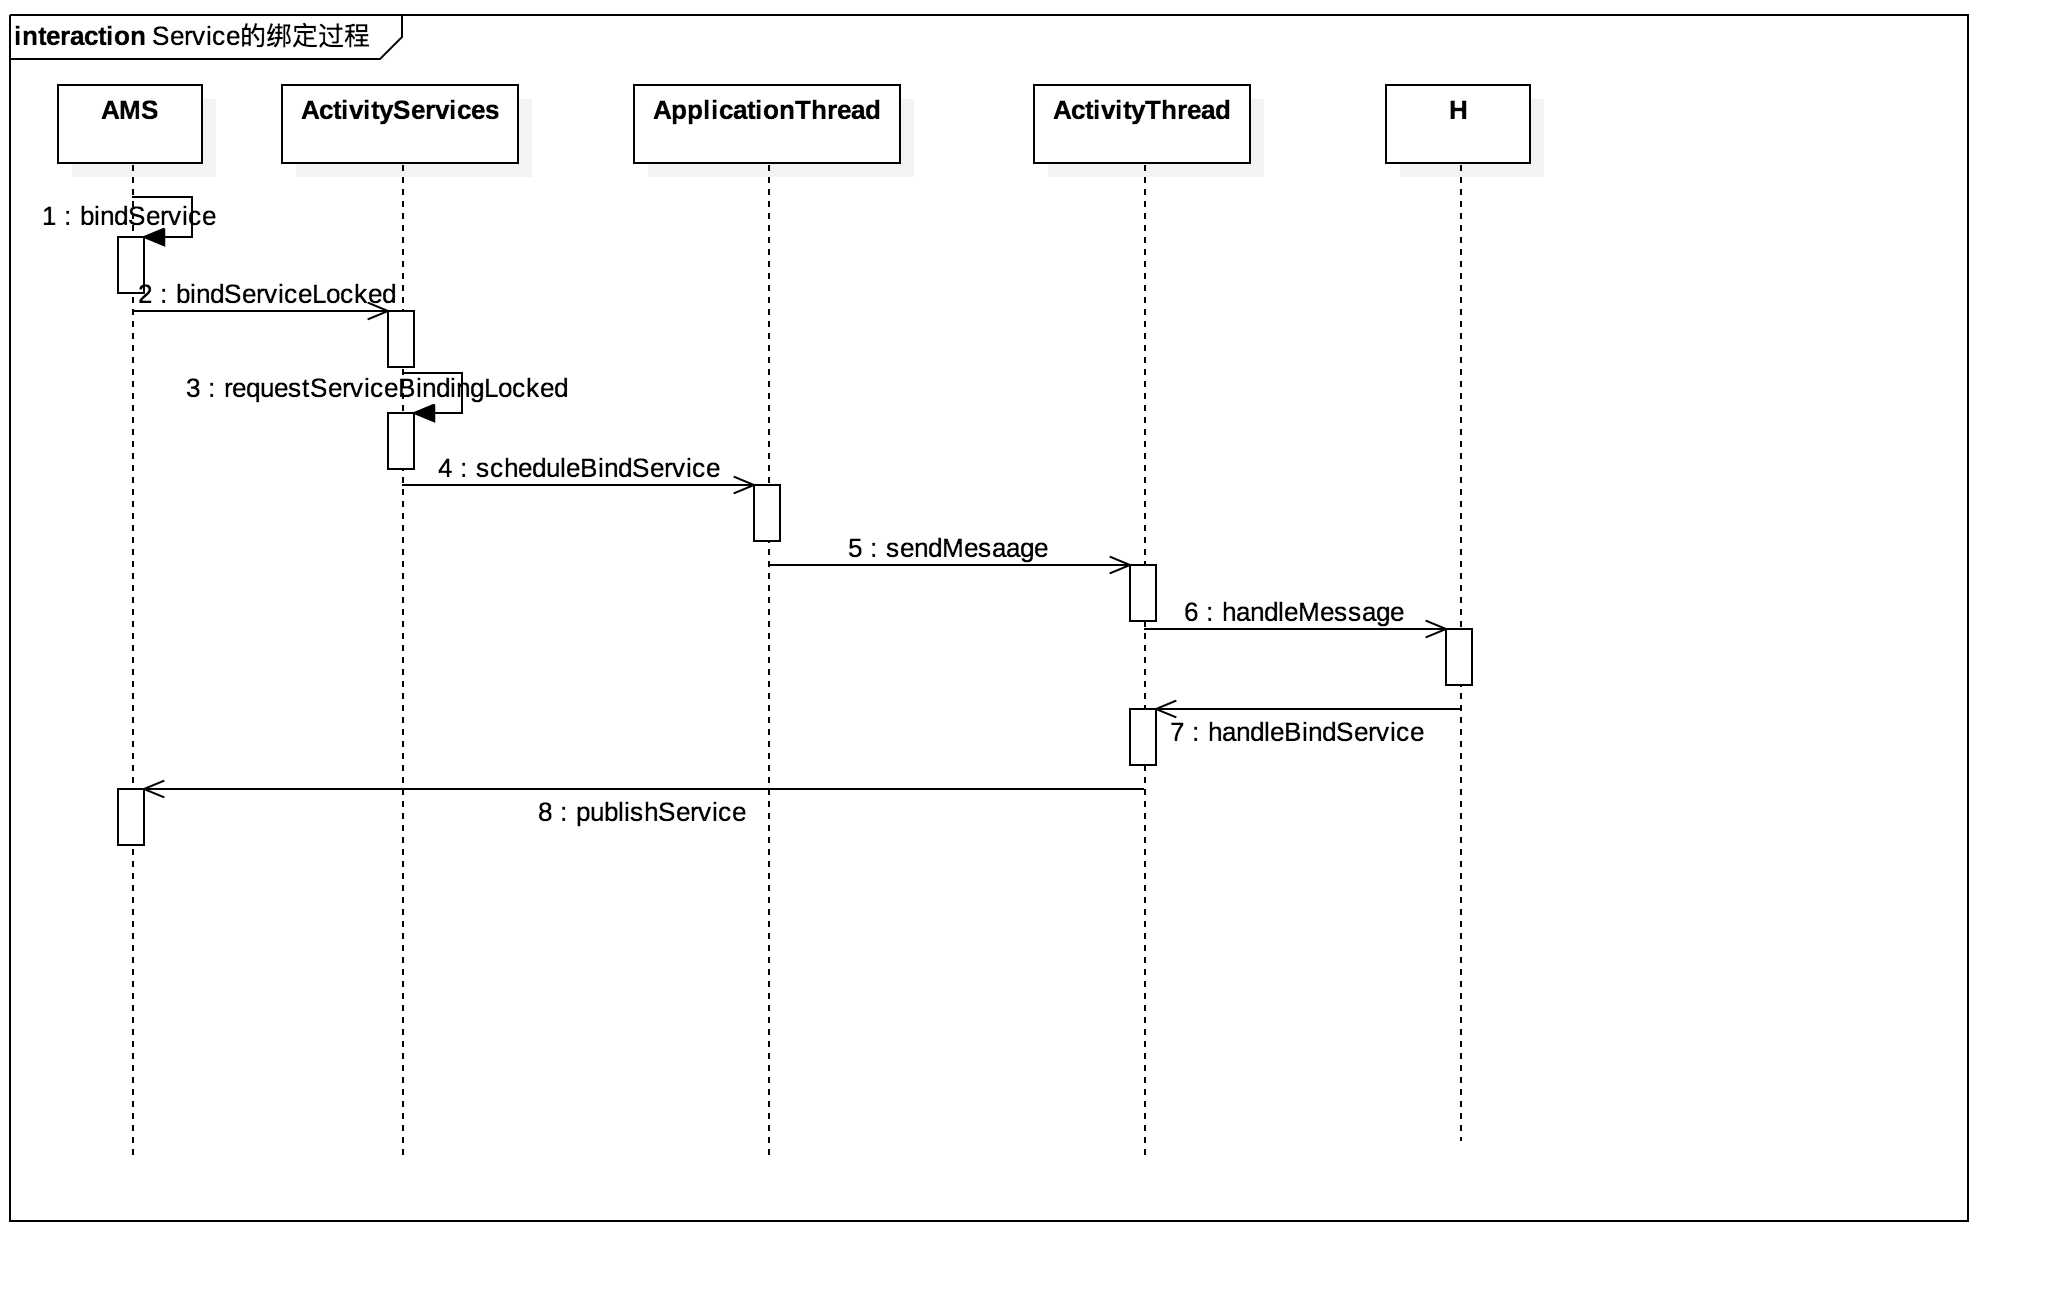 interaction Service的绑定过程
AMS
ActivityServices
ApplicationThread
ActivityThread
H
1 : bindService
2 : bindServiceLocked
3 : requestServiceBindingLocked
4 : scheduleBindService
5 : sendMesaage
6 : handleMessage
7 : handleBindService
8 : publishService